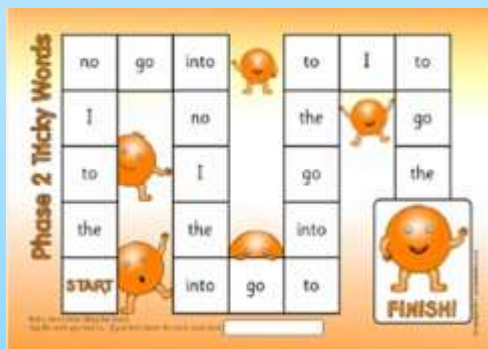 Phase 2 Tricky Words
no go into to I to
I no the go
to I go the
the the into
START into go to
FINISH!